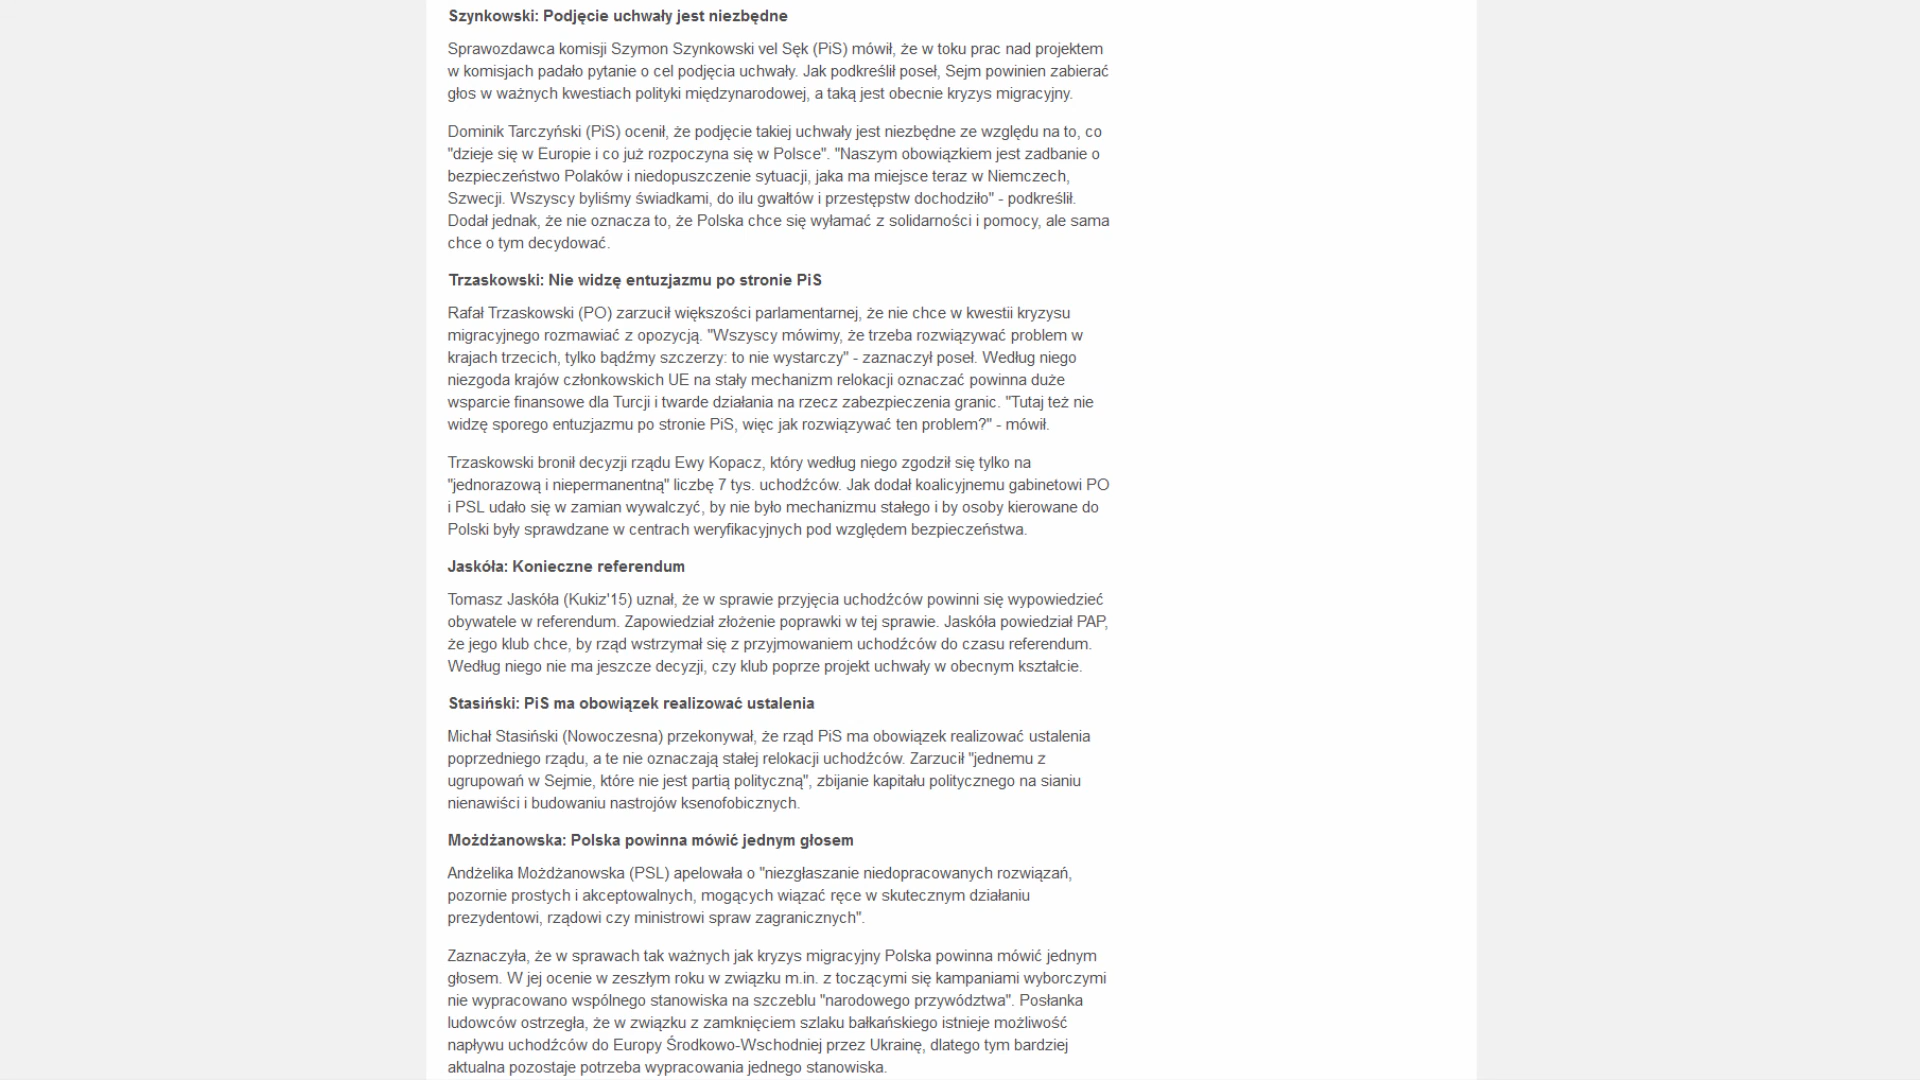 Szynkowski: Podjęcie uchwały jest niezbędne
Sprawozdawca komisji Szymon Szynkowski vel Sęk (PiS) mówił, że w toku prac nad projektem
w komisjach padało pytanie o cel podjęcia uchwały. Jak podkreślił poseł, Sejm powinien zabierać
głos w ważnych kwestiach polityki międzynarodowej, a taką jest obecnie kryzys migracyjny.
Dominik Tarczyński (PiS) ocenił, że podjęcie takiej uchwały jest niezbędne ze względu na to, co
"dzieje się w Europie i co już rozpoczyna się w Polsce". "Naszym obowiązkiem jest zadbanie o
bezpieczeństwo Polaków i niedopuszczenie sytuacji, jaka ma miejsce teraz w Niemczech,
Szwecji. Wszyscy byliśmy świadkami, do ilu gwałtów i przestępstw dochodziło" - podkreślił.
Dodał jednak, że nie oznacza to, że Polska chce się wyłamać z solidarności i pomocy, ale sama
chce o tym decydować.
Trzaskowski: Nie widzę entuzjazmu po stronie PiS
Rafał Trzaskowski (PO) zarzucił większości parlamentarnej, że nie chce w kwestii kryzysu
migracyjnego rozmawiać z opozycją. "Wszyscy mówimy, że trzeba rozwiązywać problem w
krajach trzecich, tylko bądźmy szczerzy: to nie wystarczy" - zaznaczył poseł. Według niego
niezgoda krajów członkowskich UE na stały mechanizm relokacji oznaczać powinna duże
wsparcie finansowe dla Turcji i twarde działania na rzecz zabezpieczenia granic. "Tutaj też nie
widzę sporego entuzjazmu po stronie PiS, więc jak rozwiązywać ten problem?" - mówił.
Trzaskowski bronił decyzji rządu Ewy Kopacz, który według niego zgodził się tylko na
"jednorazową i niepermanentną" liczbę 7 tys. uchodźców. Jak dodał koalicyjnemu gabinetowi PO
i PSL udało się w zamian wywalczyć, by nie było mechanizmu stałego i by osoby kierowane do
Polski były sprawdzane w centrach weryfikacyjnych pod względem bezpieczeństwa.
Jaskóła: Konieczne referendum
Tomasz Jaskóła (Kukiz'15) uznał, że w sprawie przyjęcia uchodźców powinni się wypowiedzieć
obywatele w referendum. Zapowiedział złożenie poprawki w tej sprawie. Jaskóła powiedział PAP,
że jego klub chce, by rząd wstrzymał się z przyjmowaniem uchodźców do czasu referendum.
Według niego nie ma jeszcze decyzji, czy klub poprze projekt uchwały w obecnym kształcie.
Stasiński: PiS ma obowiązek realizować ustalenia
Michał Stasiński (Nowoczesna) przekonywał, że rząd PiS ma obowiązek realizować ustalenia
poprzedniego rządu, a te nie oznaczają stałej relokacji uchodźców. Zarzucił "jednemu z
ugrupowań w Sejmie, które nie jest partią polityczną", zbijanie kapitału politycznego na sianiu
nienawiści i budowaniu nastrojów ksenofobicznych.
Możdżanowska: Polska powinna mówić jednym głosem
Andżelika Możdżanowska (PSL) apelowała o "niezgłaszanie niedopracowanych rozwiązań,
pozornie prostych i akceptowalnych, mogących wiązać ręce w skutecznym działaniu
prezydentowi, rządowi czy ministrowi spraw zagranicznych".
Zaznaczyła, że w sprawach tak ważnych jak kryzys migracyjny Polska powinna mówić jednym
głosem. W jej ocenie w zeszłym roku w związku m.in. z toczącymi się kampaniami wyborczymi
nie wypracowano wspólnego stanowiska na szczeblu "narodowego przywództwa". Posłanka
ludowców ostrzegła, że w związku z zamknięciem szlaku bałkańskiego istnieje możliwość
napływu uchodźców do Europy Środkowo-Wschodniej przez Ukrainę, dlatego tym bardziej
aktualna pozostaje potrzeba wypracowania jednego stanowiska.